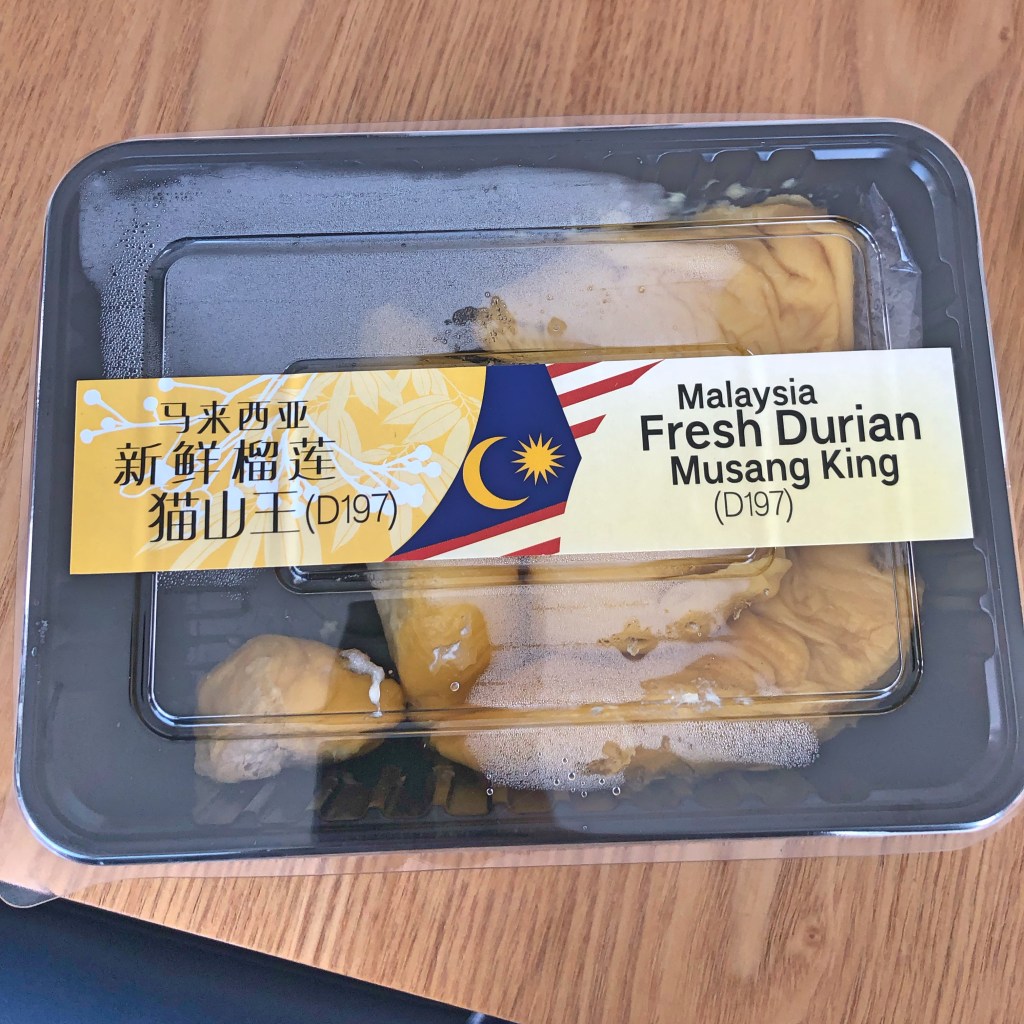 马来西亚
新鲜榴莲
猫山王(D197)
Malaysia
Fresh Durian
Musang King
(D197)